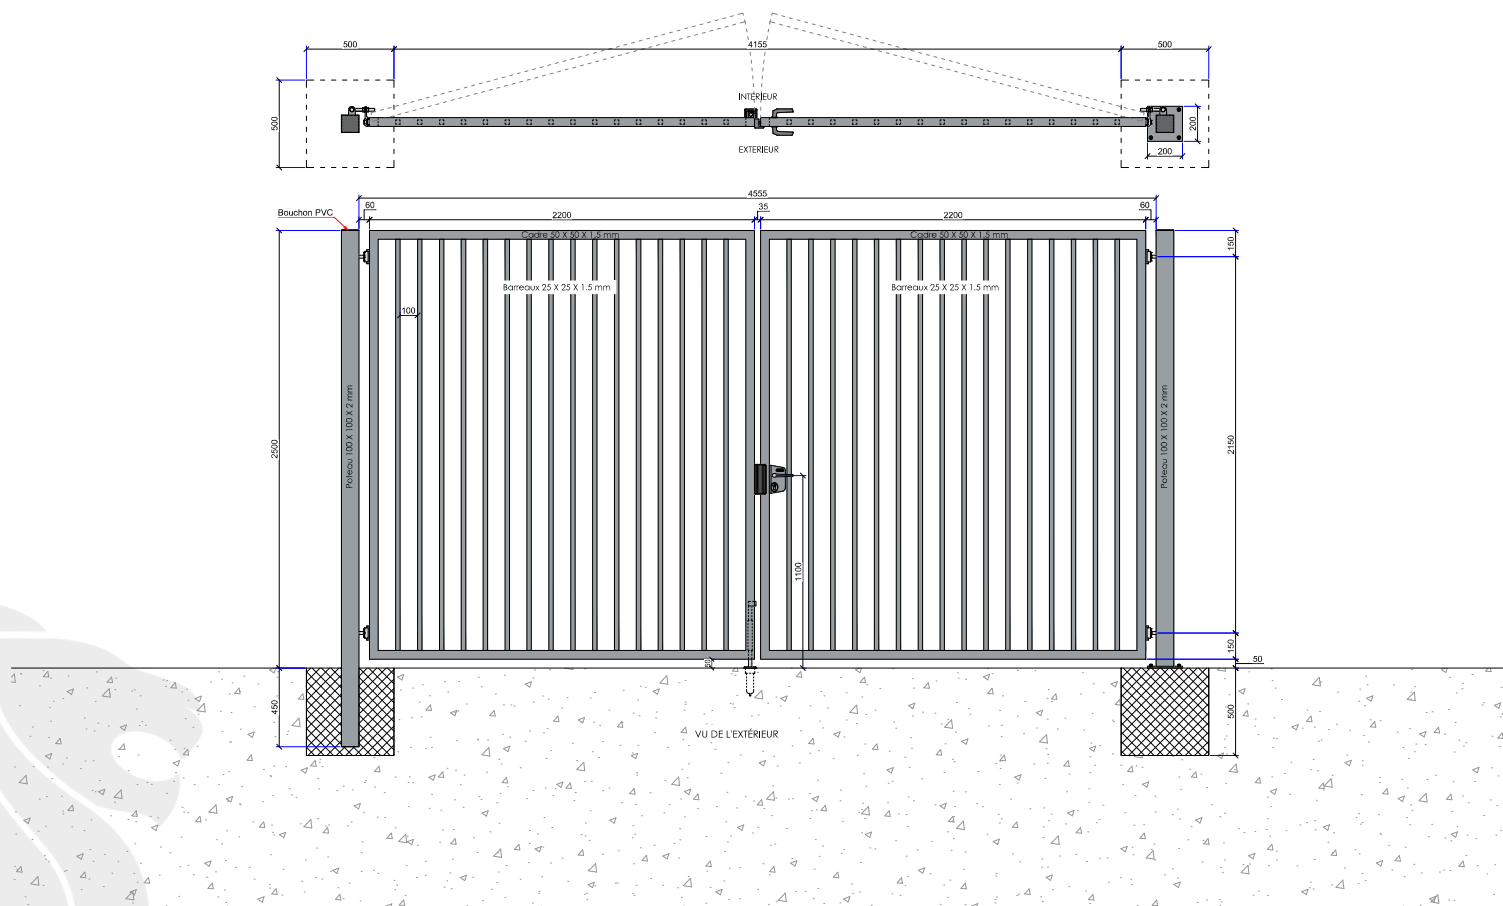 500
4155
500
INTÉRIEUR
500
200
EXTERIEUR
200
4555
60
35
60
Bouchon PVC
2200
2200
Cadre 50 X 50 X 1.5 mm
Cadre 50 X 50 X 1.5 mm
150
Barreaux 25 X 25 X 1.5 mm
Barreaux 25 X 25 X 1.5 mm
100
Poteau 100 X 100 X 2 mm
Poteau 100 X 100 X 2 mm
2500
2150
1100
150
50
50
450
500
VU DE L'EXTÉRIEUR